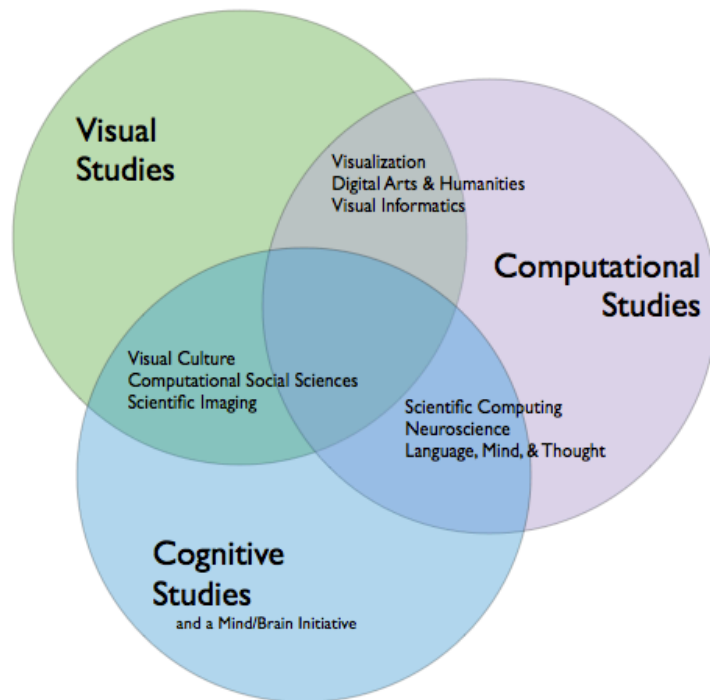 Visual
Studies
Visualization
Digital Arts & Humanities
Visual Informatics
Computational
Studies
Visual Culture
Computational Social Sciences
Scientific Imaging
Scientific Computing
Neuroscience
Language, Mind, & Thought
Cognitive
Studies
and a Mind/Brain Initiative